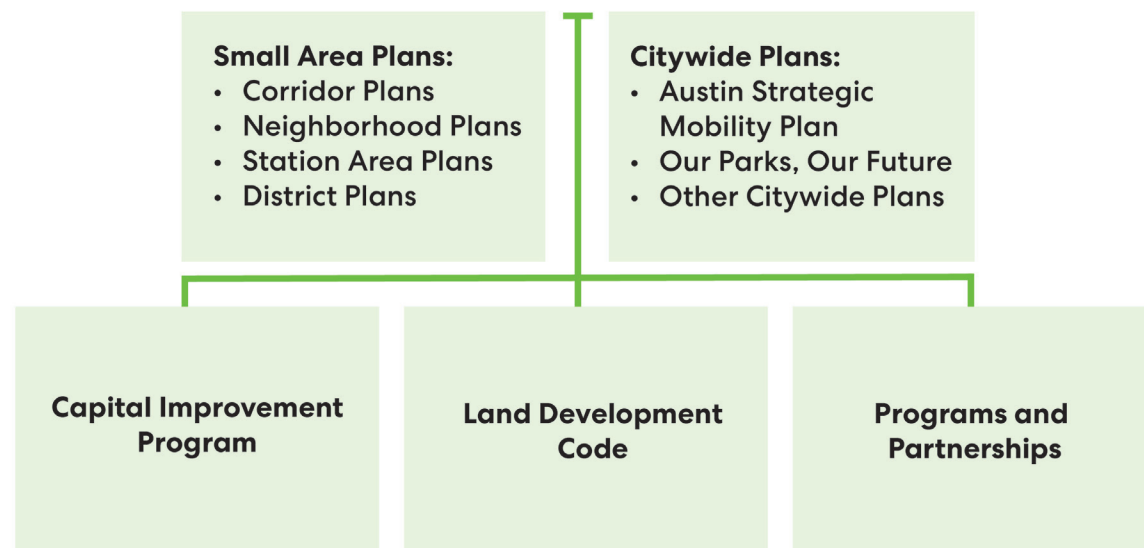 Small Area Plans:
• Corridor Plans
• Neighborhood Plans
• Station Area Plans
• District Plans
Citywide Plans:
• Austin Strategic
Mobility Plan
• Our Parks, Our Future
• Other Citywide Plans
Capital Improvement
Program
Land Development
Code
Programs and
Partnerships